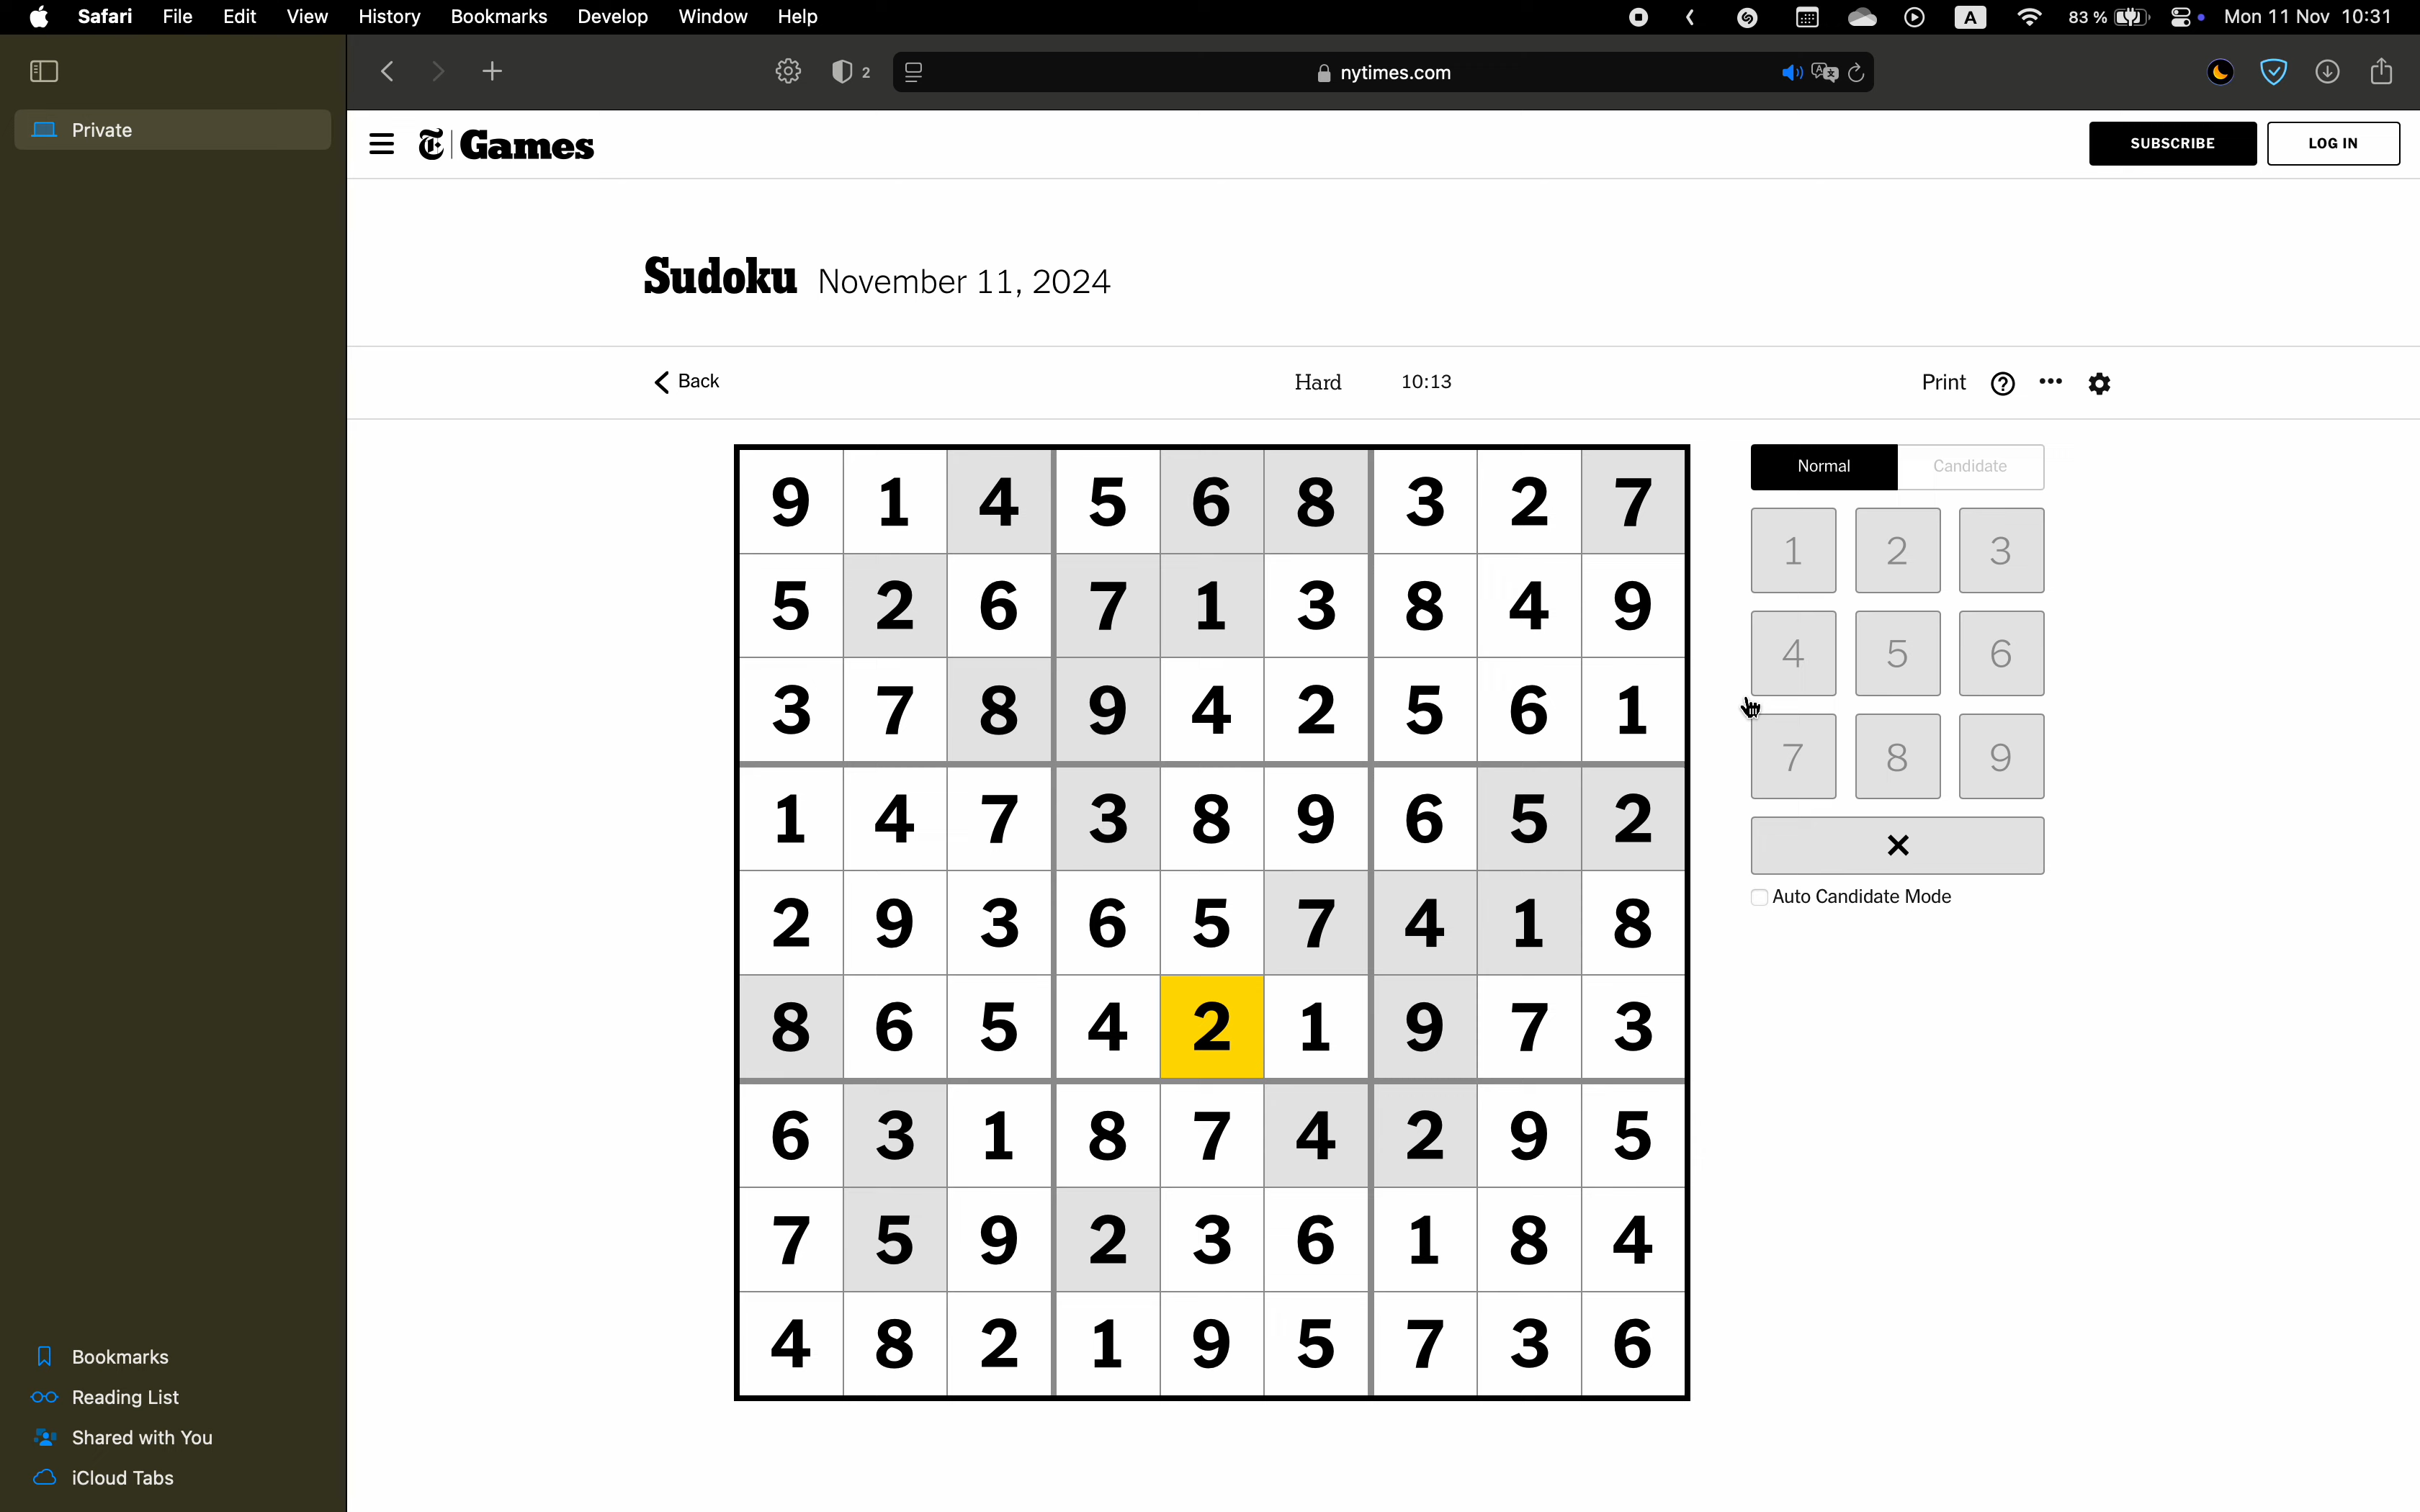 Safari File Edit View History Bookmarks Develop Window Help A 83 % Mon 11 Nov 10:31
2 nytimes.com
Private
T Games SUBSCRIBE LOG IN
Sudoku November 11, 2024
Back Hard 10:13 Print ? •••
Normal Candidate
9 1 4 5 6 8 3 2 7
5 2 6 7 1 3 8 4 9
3 7 8 9 4 2 5 6 1
1 4 7 3 8 9 6 5 2
2 9 3 6 5 7 4 1 8
8 6 5 4 2 1 9 7 3
6 3 1 8 7 4 2 9 5
7 5 9 2 3 6 1 8 4
4 8 2 1 9 5 7 3 6
1 2 3
4 5 6
7 8 9
✕
Auto Candidate Mode
Bookmarks
Reading List
Shared with You
iCloud Tabs